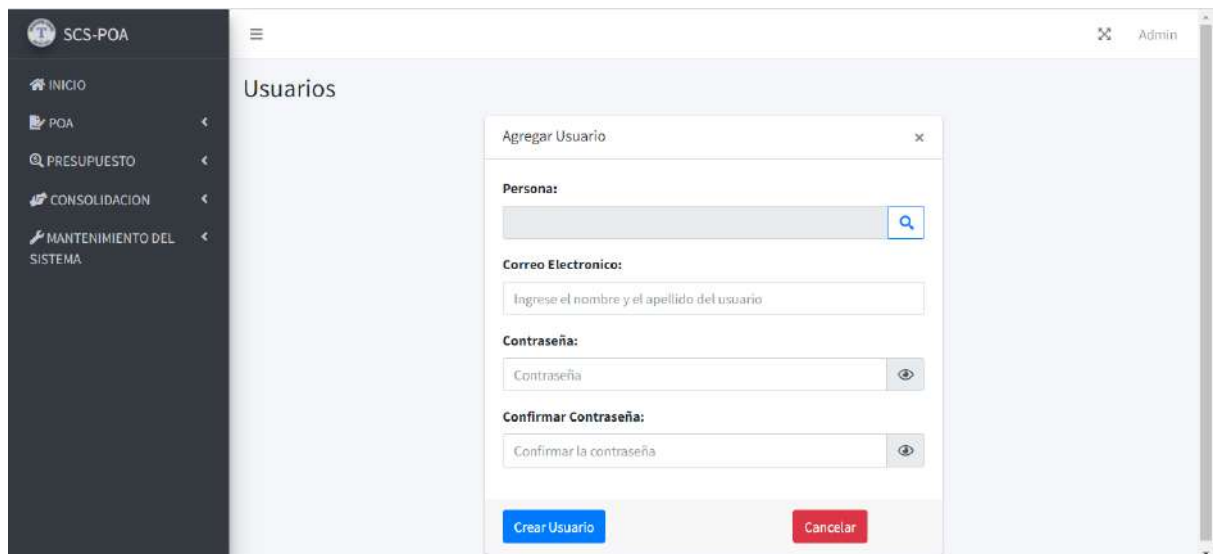 SCS-POA
Admin
INICIO
POA
PRESUPUESTO
CONSOLIDACION
MANTENIMIENTO DEL
SISTEMA
Usuarios
Agregar Usuario
×
Persona:
Correo Electronico:
Ingrese el nombre y el apellido del usuario
Contraseña:
Contraseña
Confirmar Contraseña:
Confirmar la contraseña
Crear Usuario
Cancelar